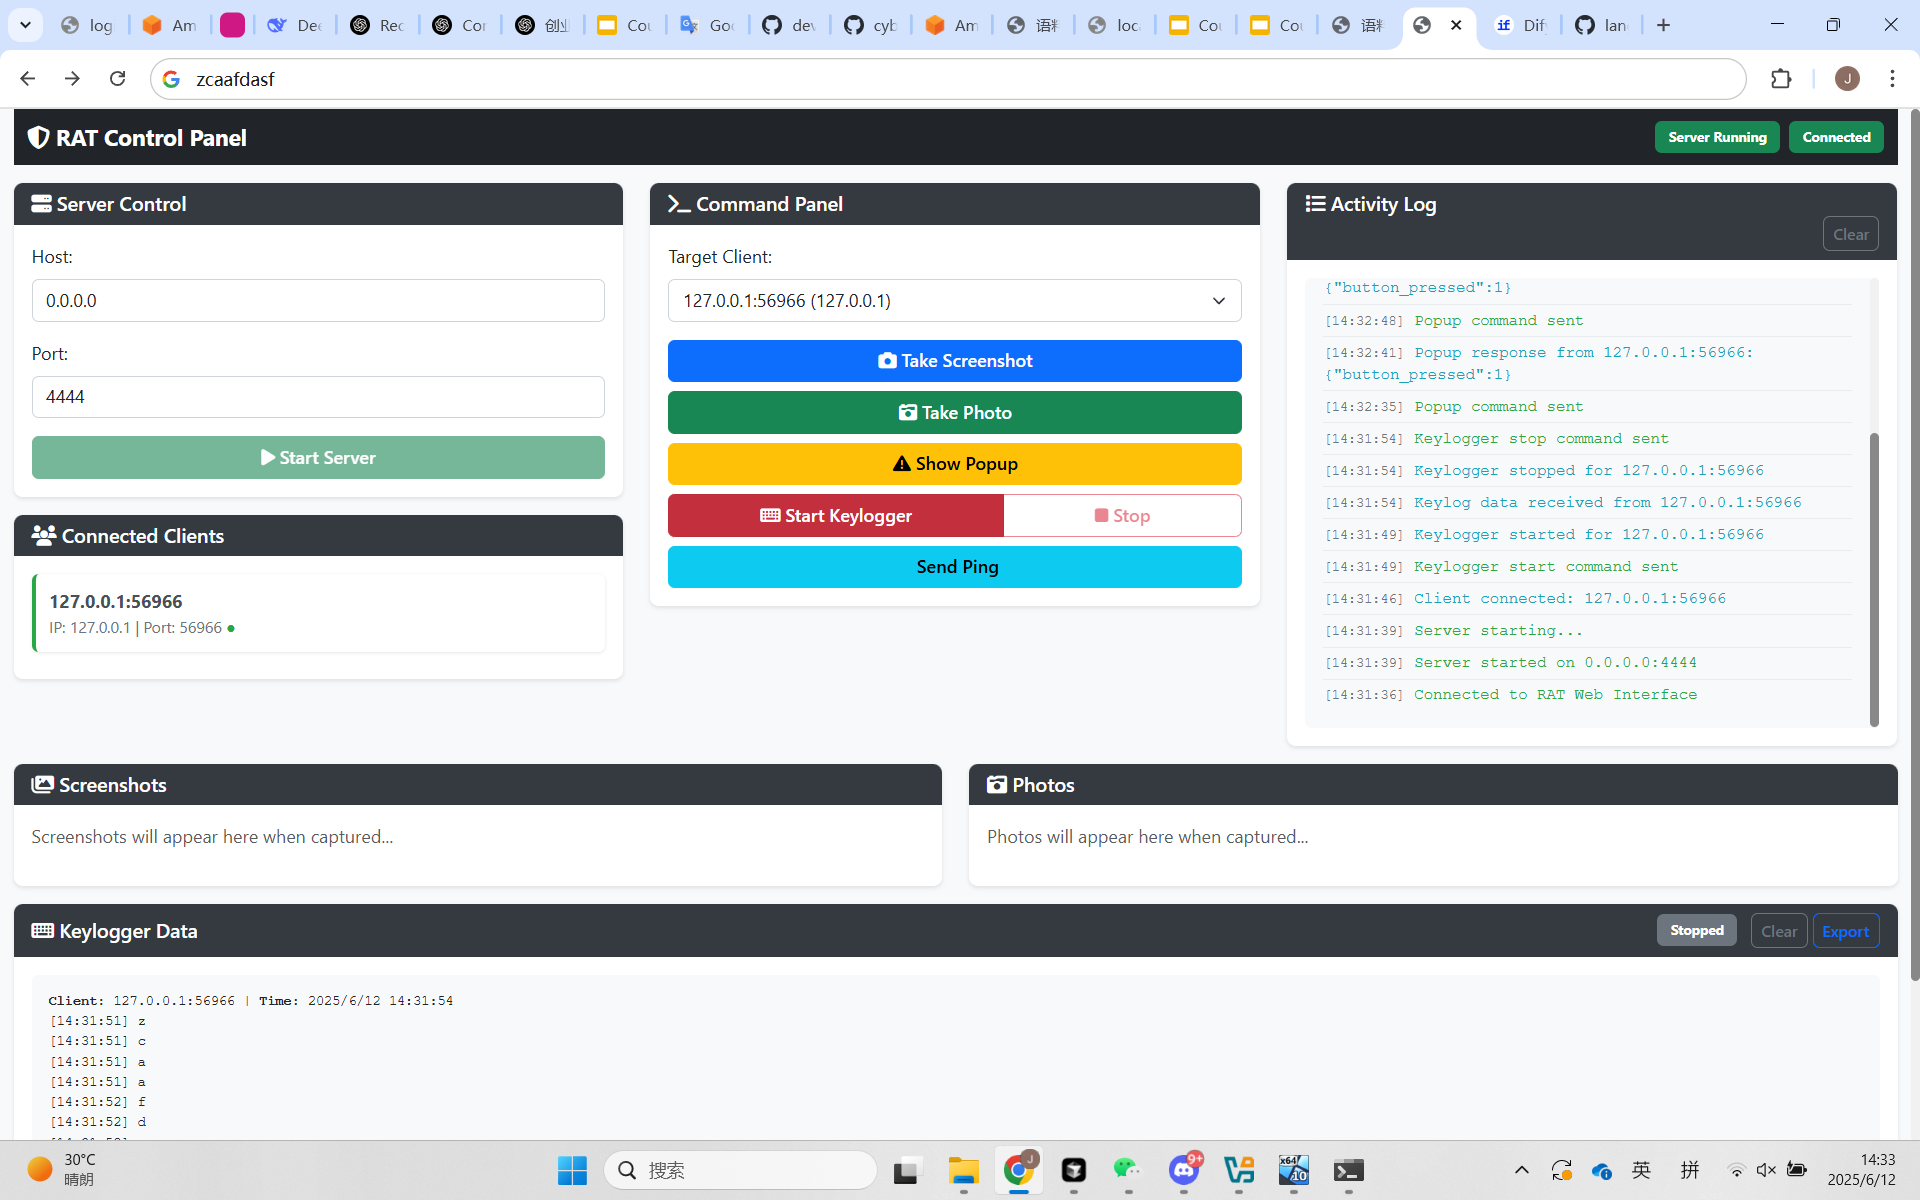 log
Am
Dee
Rec
Cor
创业
Cou
Goo
dev
cyb
Am
语料
loca
Cou
Cou
语料
Dify
lan
zcaafdasf
J
RAT Control Panel
Server Running
Connected
Server Control
Host:
0.0.0.0
Port:
4444
Start Server
Connected Clients
127.0.0.1:56966
IP: 127.0.0.1 | Port: 56966
Command Panel
Target Client:
127.0.0.1:56966 (127.0.0.1)
Take Screenshot
Take Photo
Show Popup
Start Keylogger
Stop
Send Ping
Activity Log
Clear
{"button_pressed":1}
[14:32:48] Popup command sent
[14:32:41] Popup response from 127.0.0.1:56966:
{"button_pressed":1}
[14:32:35] Popup command sent
[14:31:54] Keylogger stop command sent
[14:31:54] Keylogger stopped for 127.0.0.1:56966
[14:31:54] Keylog data received from 127.0.0.1:56966
[14:31:49] Keylogger started for 127.0.0.1:56966
[14:31:49] Keylogger start command sent
[14:31:46] Client connected: 127.0.0.1:56966
[14:31:39] Server starting...
[14:31:39] Server started on 0.0.0.0:4444
[14:31:36] Connected to RAT Web Interface
Screenshots
Screenshots will appear here when captured...
Photos
Photos will appear here when captured...
Keylogger Data
Stopped
Clear
Export
Client: 127.0.0.1:56966 | Time: 2025/6/12 14:31:54
[14:31:51] z
[14:31:51] c
[14:31:51] a
[14:31:51] a
[14:31:52] f
[14:31:52] d
30°C
晴朗
搜索
J
9+
x64
10
英
拼
14:33
2025/6/12